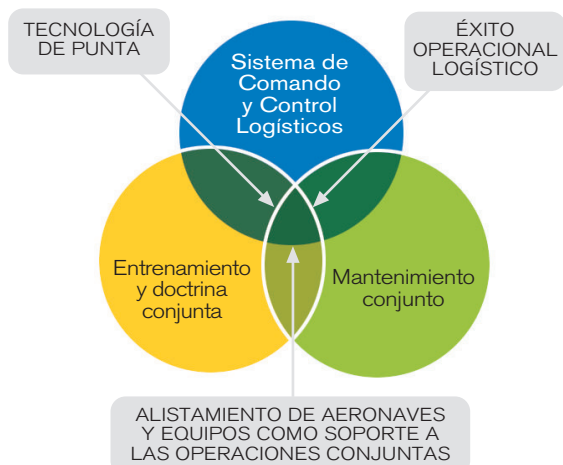 TECNOLOGÍA
DE PUNTA
ÉXITO
OPERACIONAL
LOGÍSTICO
Sistema de
Comando
y Control
Logísticos
Entrenamiento
y doctrina
conjunta
Mantenimiento
conjunto
ALISTAMIENTO DE AERONAVES
Y EQUIPOS COMO SOPORTE A
LAS OPERACIONES CONJUNTAS